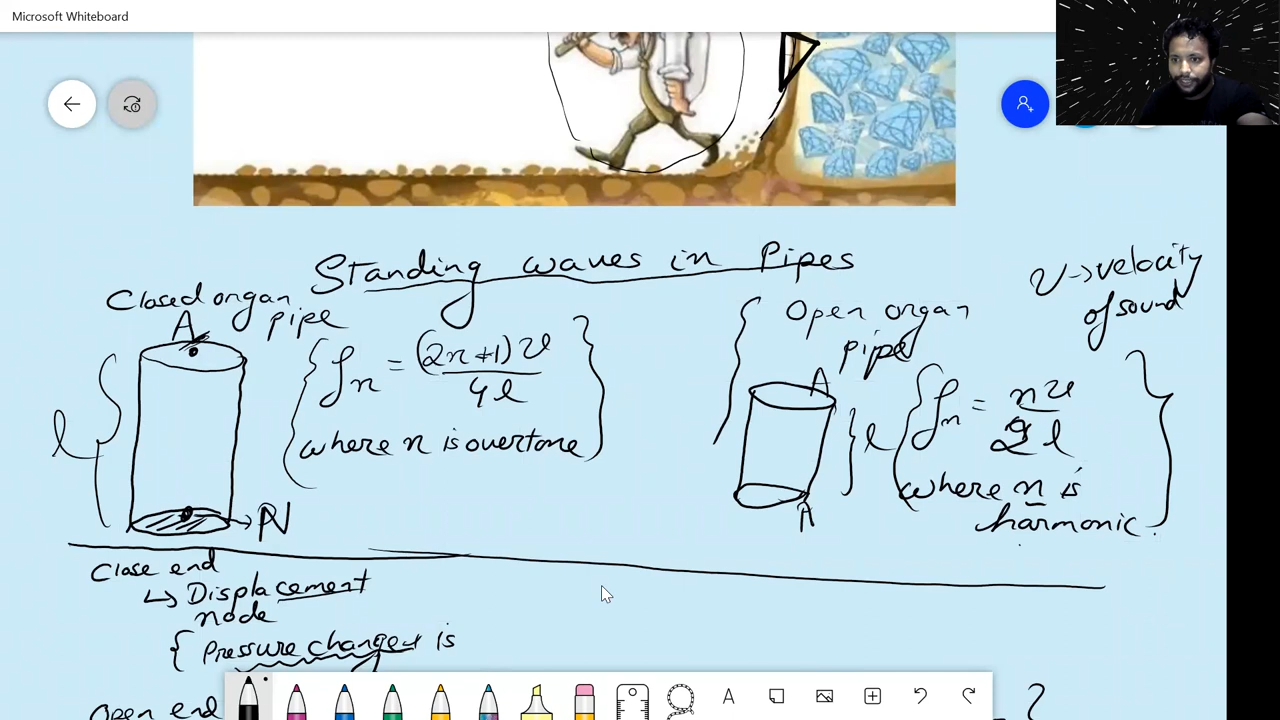 Microsoft Whiteboard
Standing waves in Pipes
v→velocity
of sound
Closed organ
pipe
A
l
N
fn = (2n+1)v
4l
where n is overtone
Open organ
pipe
A
l
A
fn = nv
2l
where n is
harmonic.
Close end
↳ Displacement
node
{ Pressure change is
Open end
A